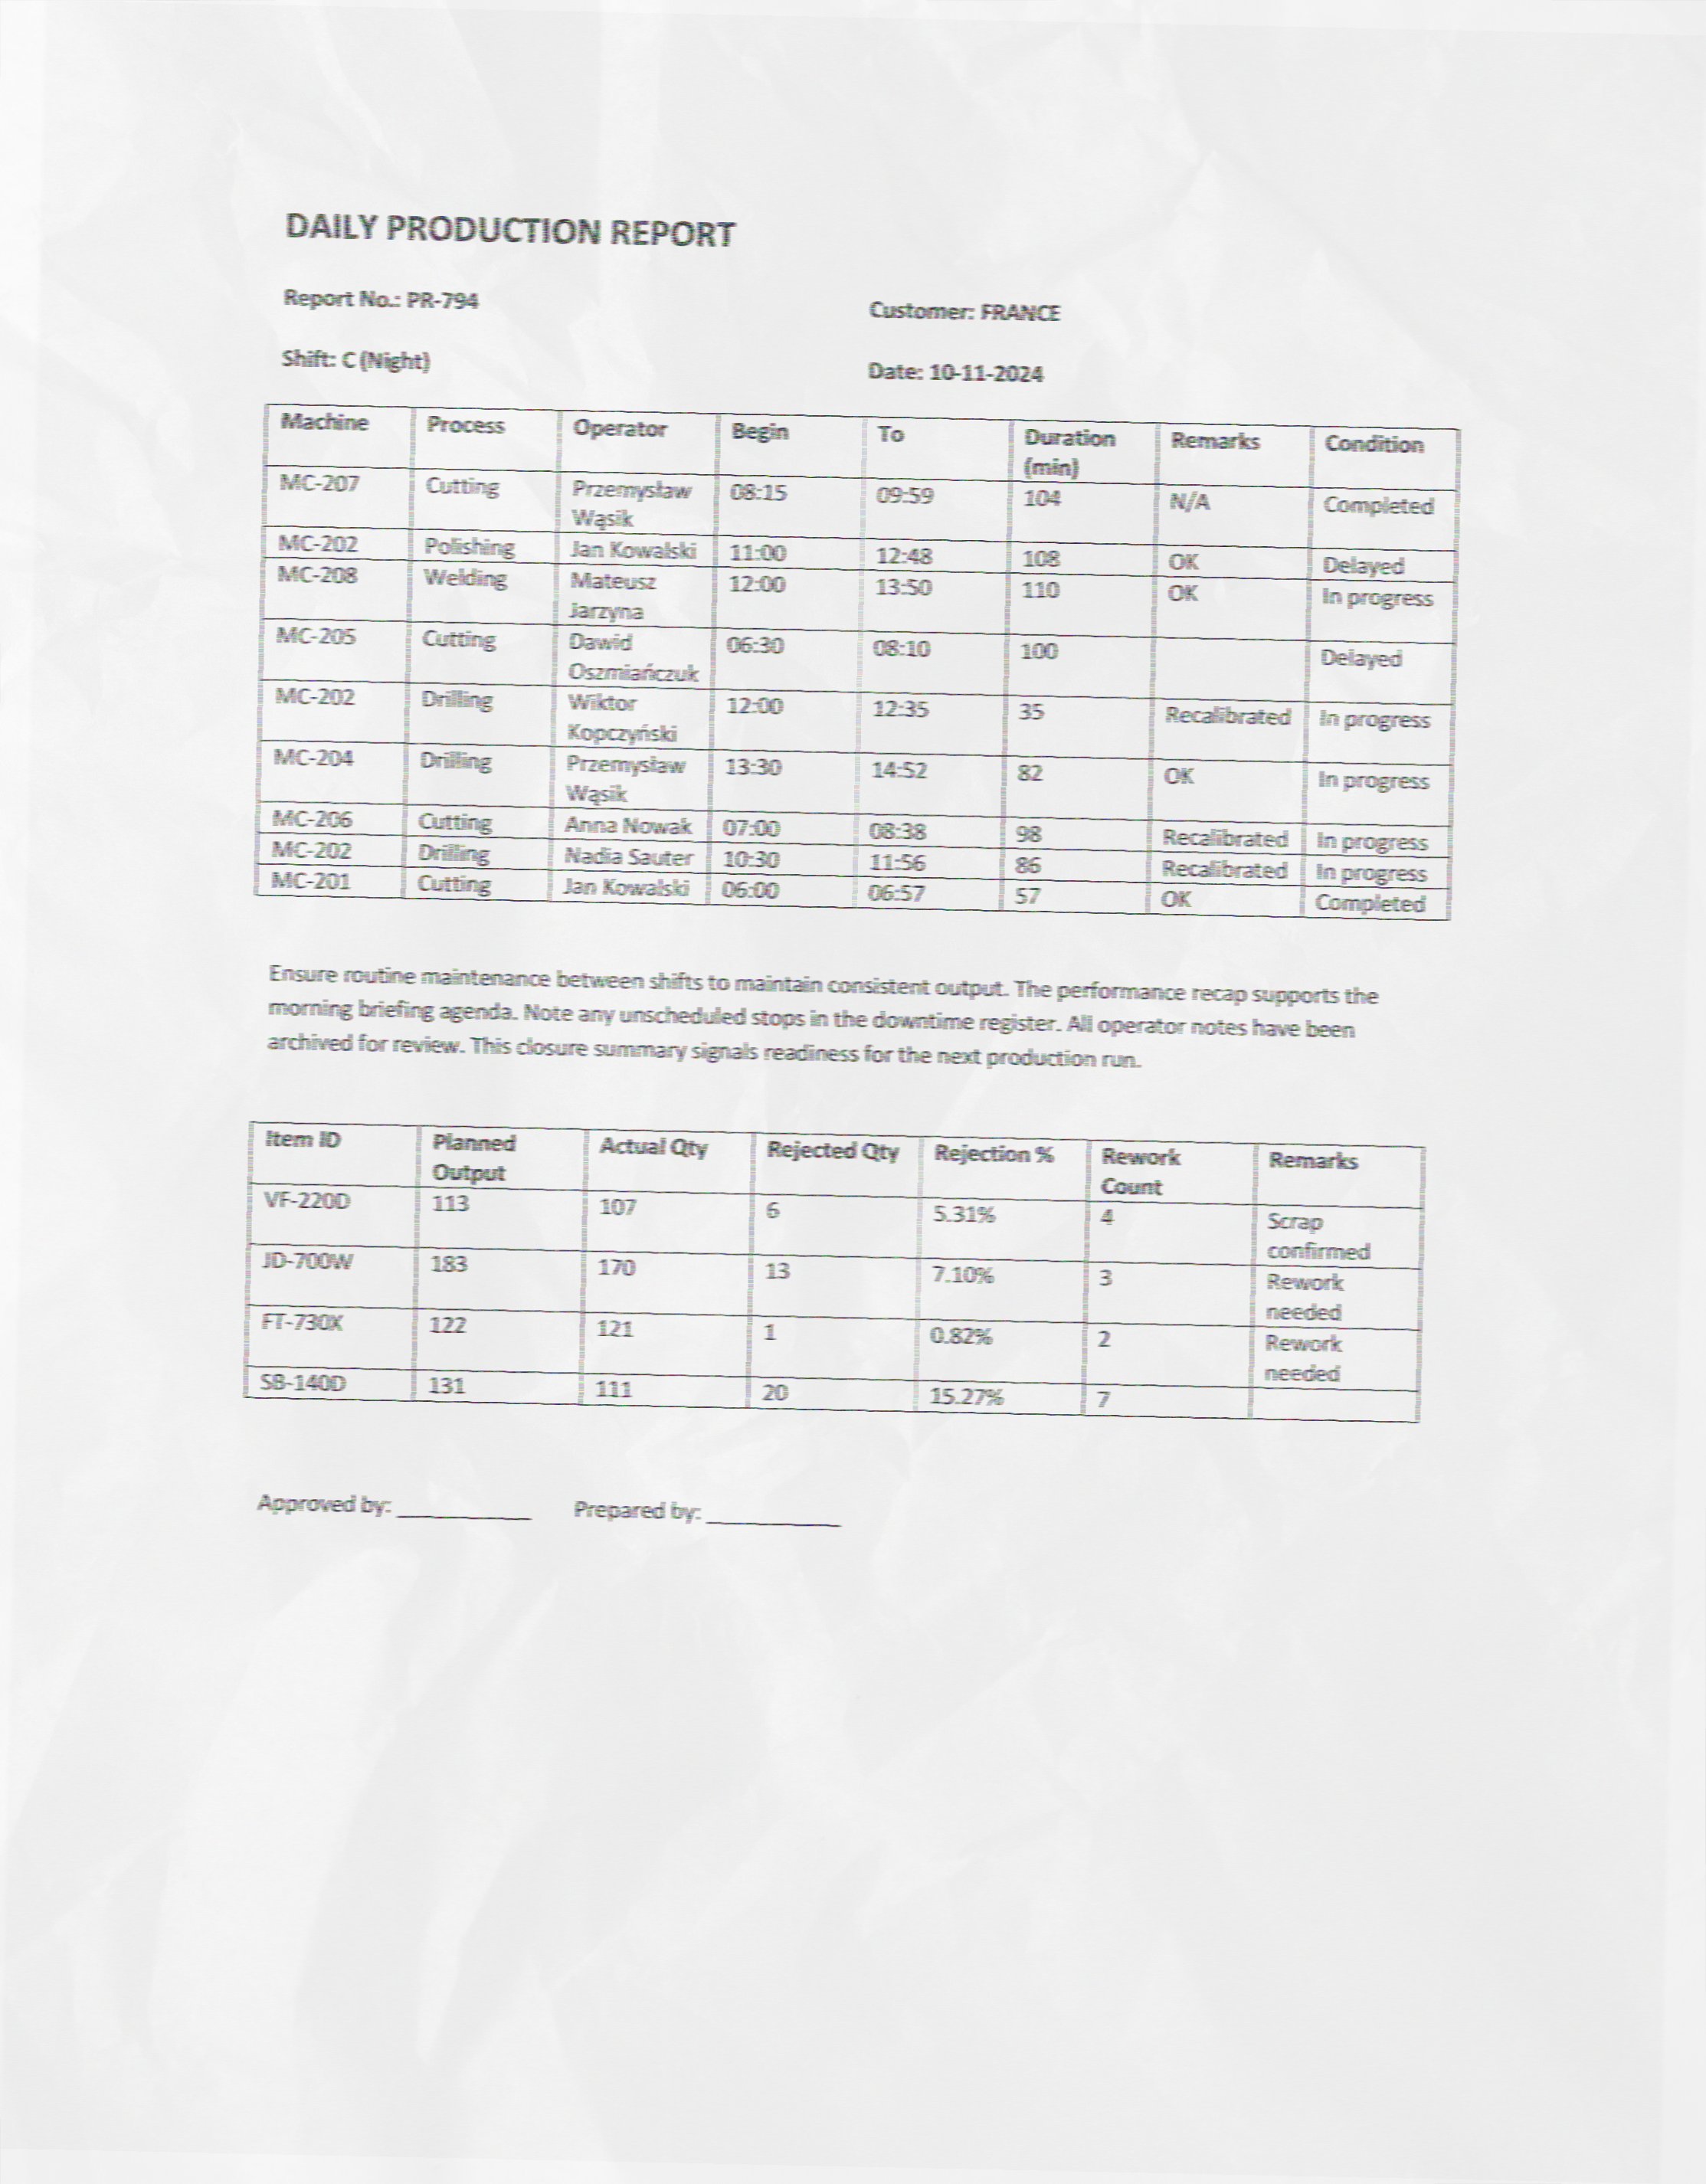 DAILY PRODUCTION REPORT
Report No.: PR-794
Customer: FRANCE
Shift: C (Night)
Date: 10-11-2024
Machine Process Operator Begin To Duration (min) Remarks Condition
MC-207 Cutting Przemysław Wąsik 08:15 09:59 104 N/A Completed
MC-202 Polishing Jan Kowalski 11:00 12:48 108 OK Delayed
MC-208 Welding Mateusz Jarzyna 12:00 13:50 110 OK In progress
MC-205 Cutting Dawid Oszmiańczuk 06:30 08:10 100 Delayed
MC-202 Drilling Wiktor Kopczyński 12:00 12:35 35 Recalibrated In progress
MC-204 Drilling Przemysław Wąsik 13:30 14:52 82 OK In progress
MC-206 Cutting Anna Nowak 07:00 08:38 98 Recalibrated In progress
MC-202 Drilling Nadia Sauter 10:30 11:56 86 Recalibrated In progress
MC-201 Cutting Jan Kowalski 06:00 06:57 57 OK Completed
Ensure routine maintenance between shifts to maintain consistent output. The performance recap supports the
morning briefing agenda. Note any unscheduled stops in the downtime register. All operator notes have been
archived for review. This closure summary signals readiness for the next production run.
Item ID Planned Output Actual Qty Rejected Qty Rejection % Rework Count Remarks
VF-220D 113 107 6 5.31% 4 Scrap confirmed
JD-700W 183 170 13 7.10% 3 Rework needed
FT-730X 122 121 1 0.82% 2 Rework needed
SB-140D 131 111 20 15.27% 7
Approved by: ____________ Prepared by: ____________